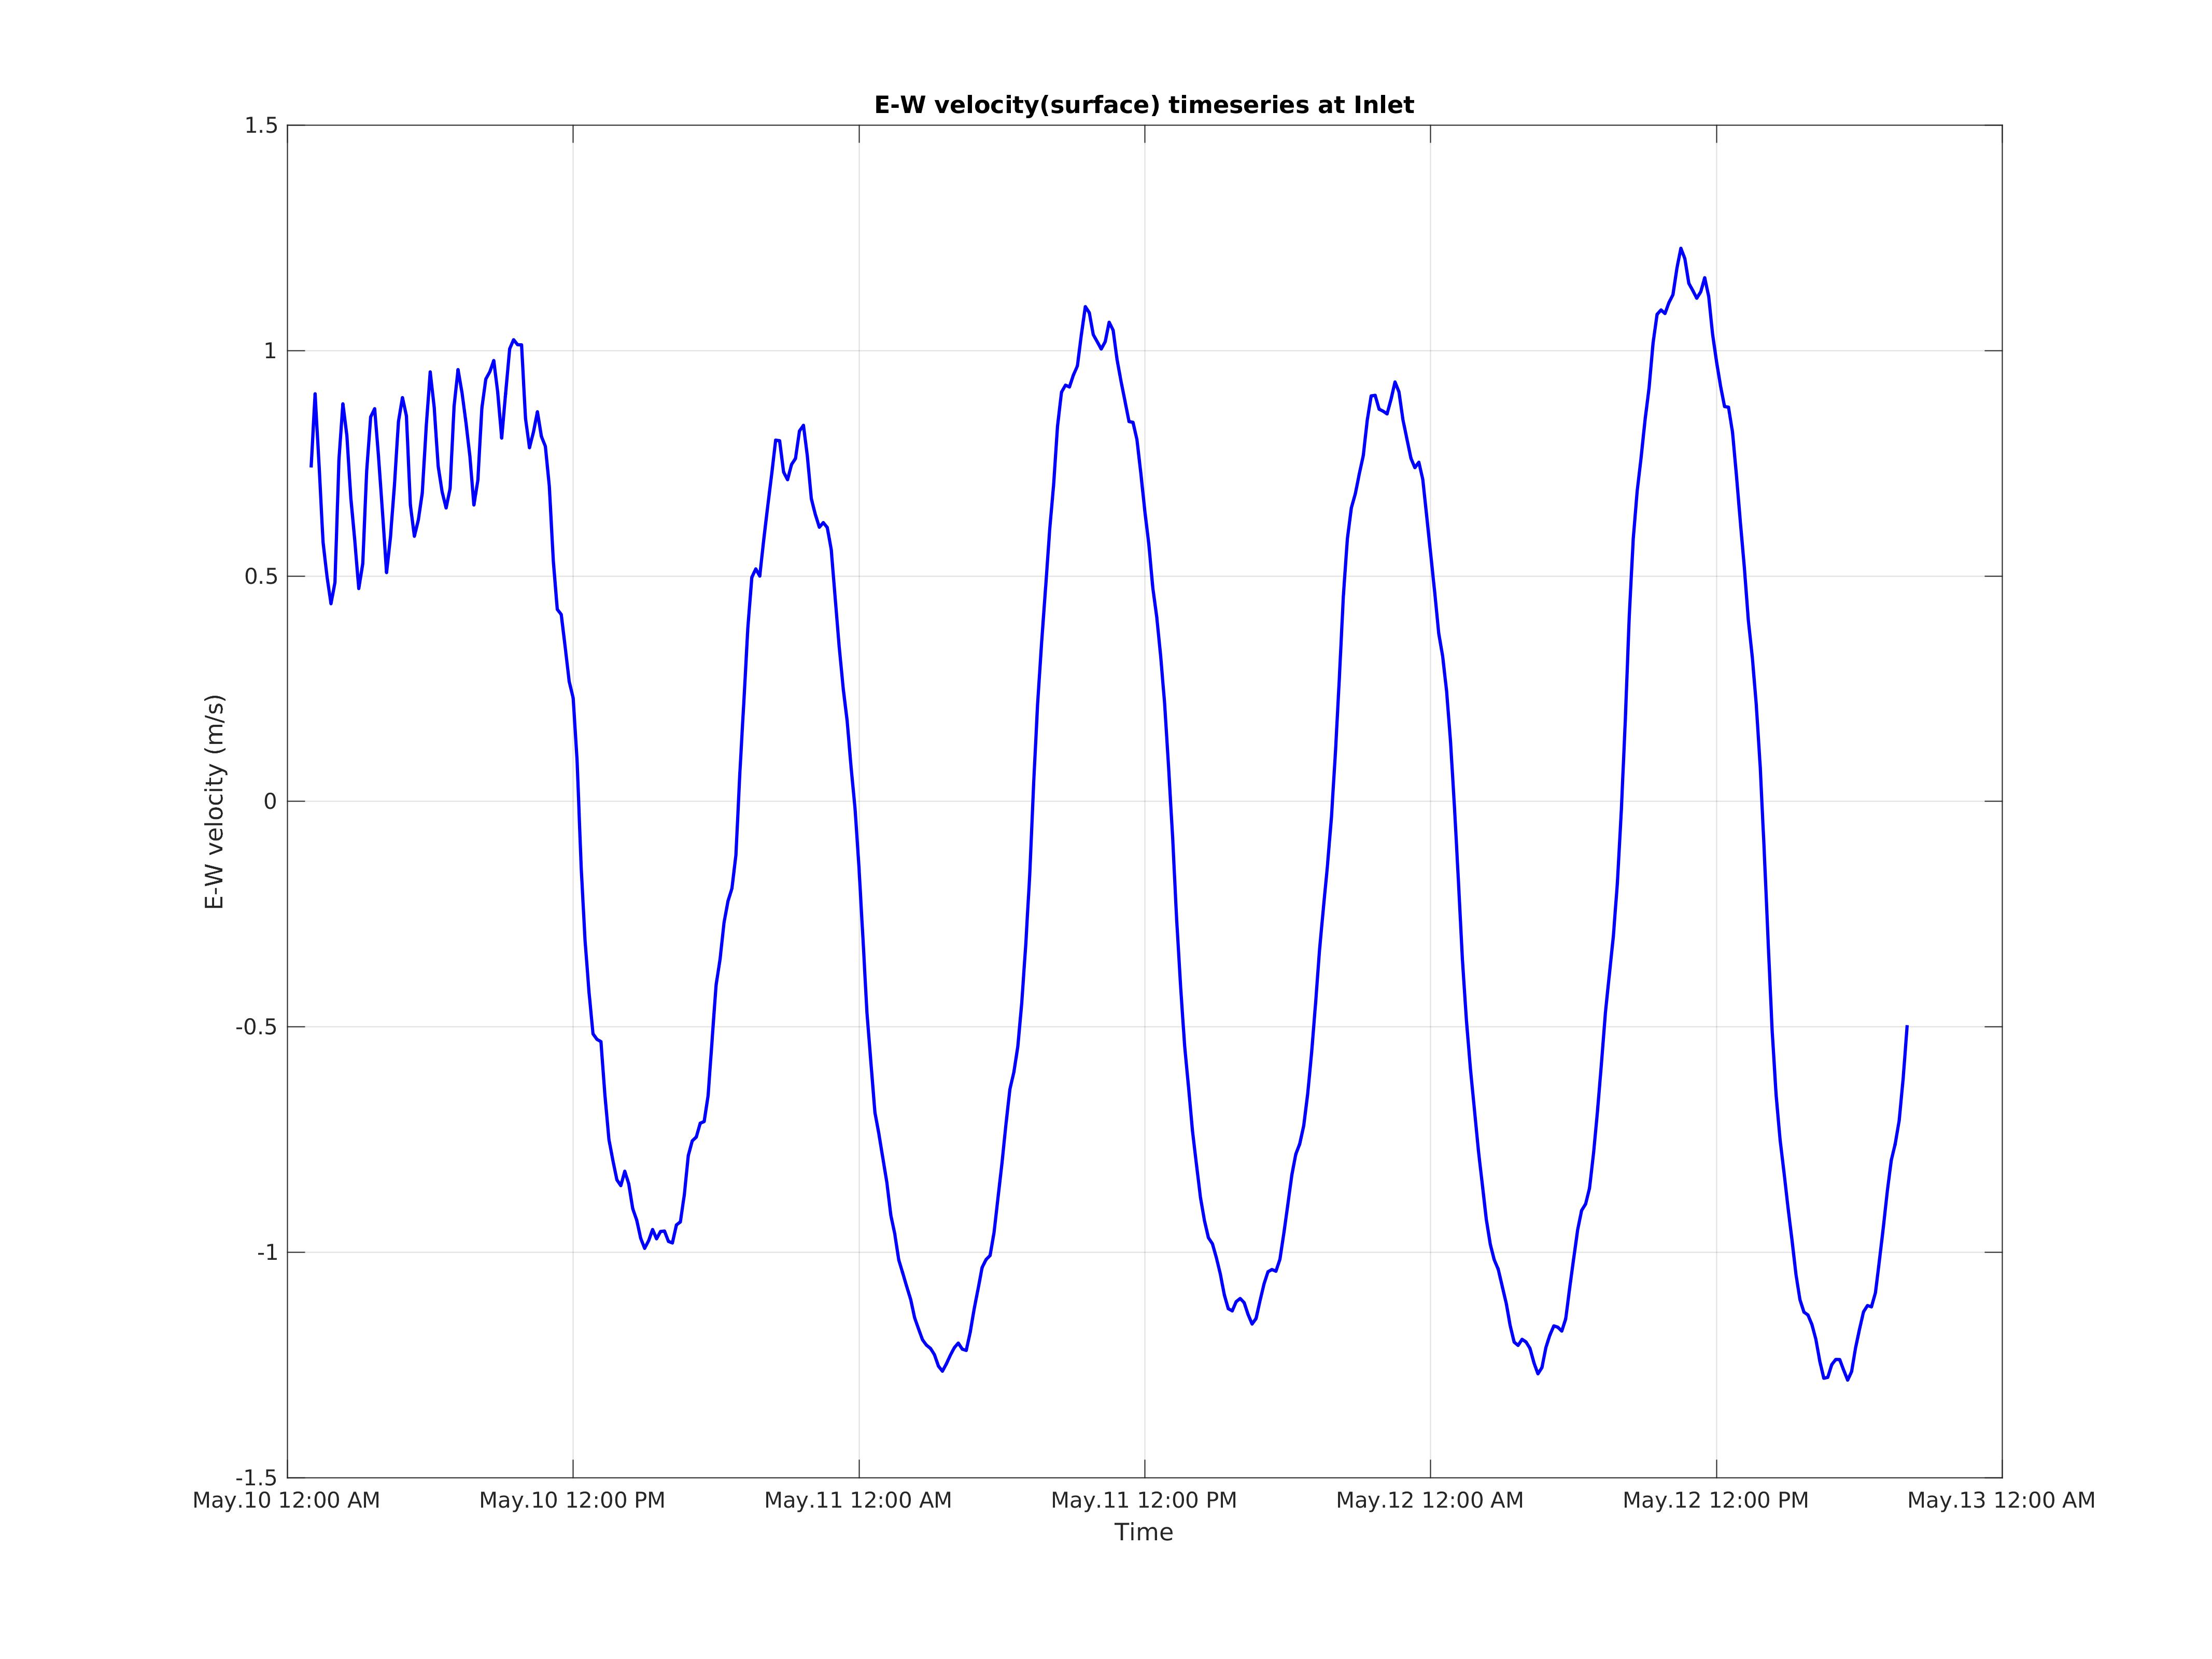 E-W velocity(surface) timeseries at Inlet
E-W velocity (m/s)
1.5
1
0.5
0
-0.5
-1
-1.5
May.10 12:00 AM
May.10 12:00 PM
May.11 12:00 AM
May.11 12:00 PM
May.12 12:00 AM
May.12 12:00 PM
May.13 12:00 AM
Time